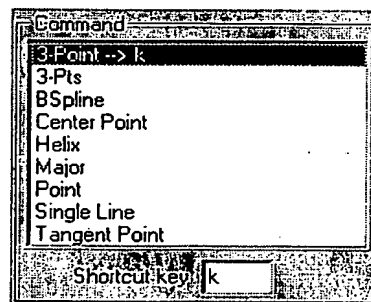 Command
3-Point --> k
3-Pts
BSpline
Center Point
Helix
Major
Point
Single Line
Tangent Point
Shortcut key k